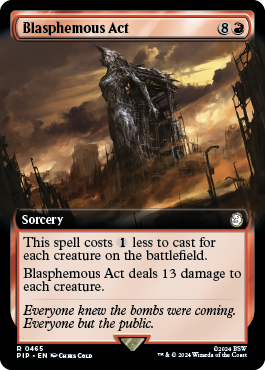 Blasphemous Act 8
Sorcery
This spell costs 1 less to cast for
each creature on the battlefield.
Blasphemous Act deals 13 damage to
each creature.
Everyone knew the bombs were coming.
Everyone but the public.
R 0465
PIP • EN Chris Cold
©2024 BSW
™ & © 2024 Wizards of the Coast